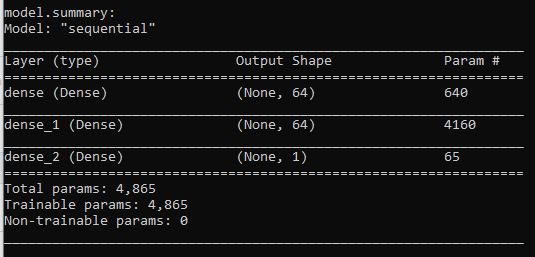 model.summary:
Model: "sequential"
_________________________________________________________________
Layer (type)                 Output Shape              Param #
=================================================================
dense (Dense)                (None, 64)                640
_________________________________________________________________
dense_1 (Dense)              (None, 64)                4160
_________________________________________________________________
dense_2 (Dense)              (None, 1)                 65
=================================================================
Total params: 4,865
Trainable params: 4,865
Non-trainable params: 0
_________________________________________________________________